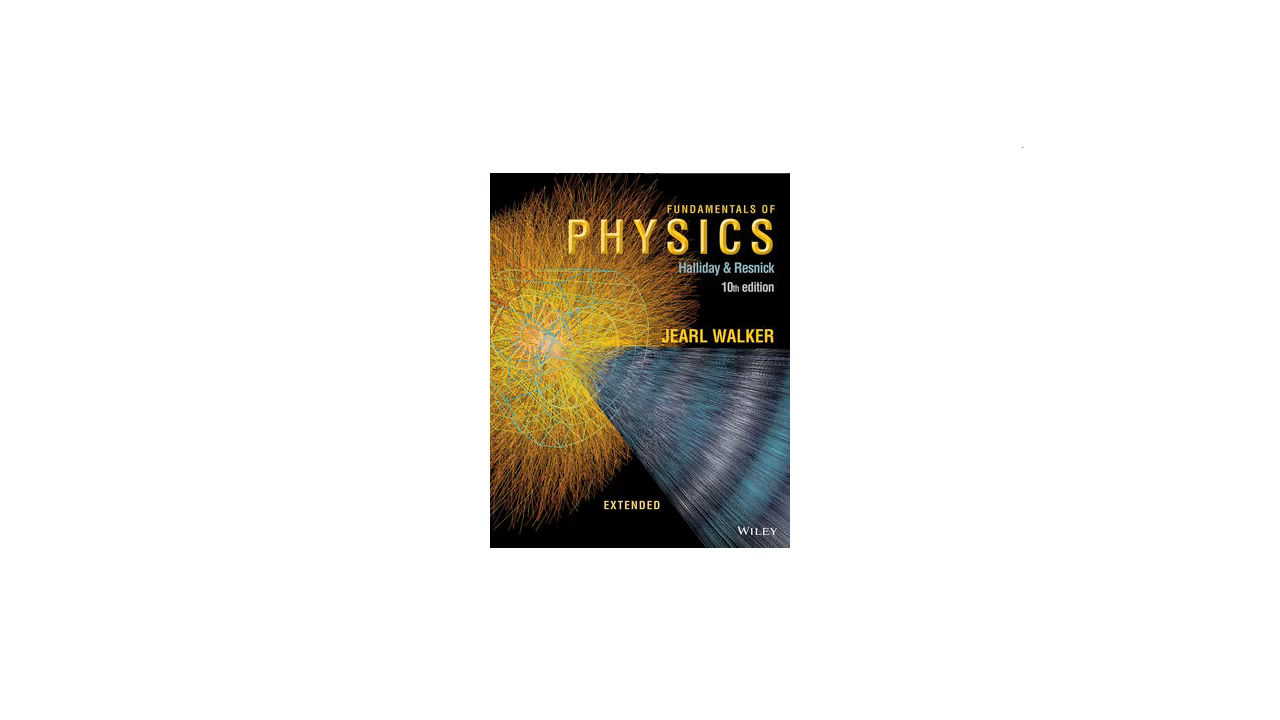 FUNDAMENTALS OF
PHYSICS
Halliday & Resnick
10th edition
JEARL WALKER
EXTENDED
WILEY